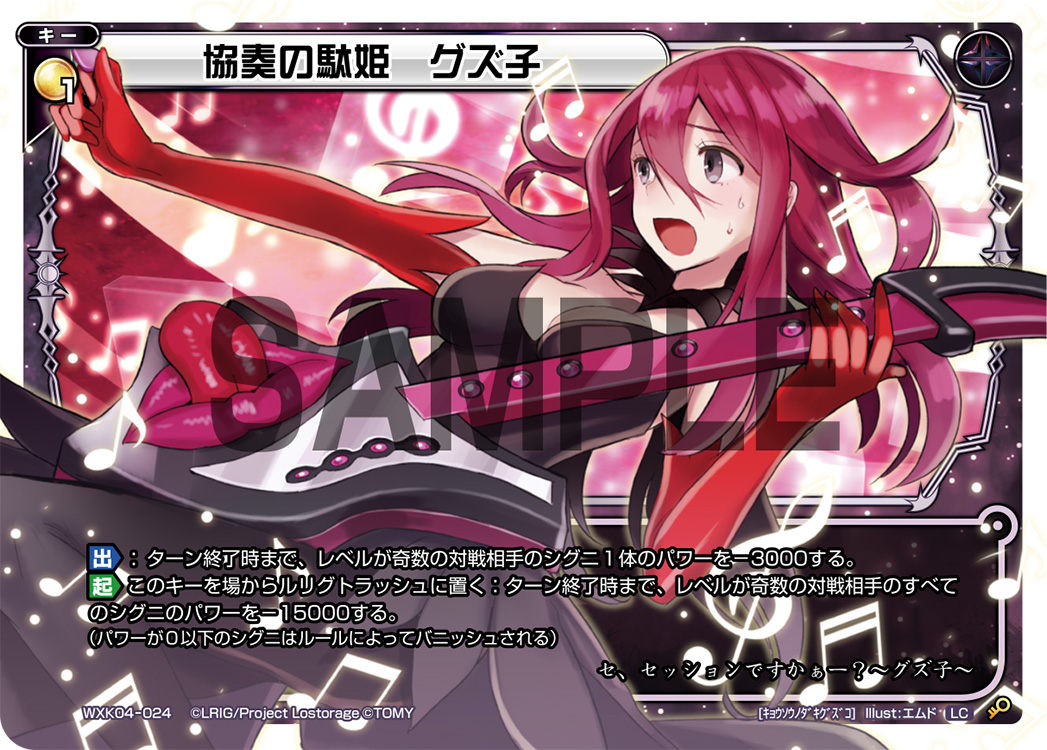 キー
協奏の駄姫　グズ子
1
SAMPLE
出：ターン終了時まで、レベルが奇数の対戦相手のシグニ１体のパワーを－3000する。
起このキーを場からルリグトラッシュに置く：ターン終了時まで、レベルが奇数の対戦相手のすべて
のシグニのパワーを－15000する。
（パワーが０以下のシグニはルールによってバニッシュされる）
セ、セッションですかぁー？～グズ子～
WXK04-024　©LRIG/Project Lostorage ©TOMY
[ｷｮｳｿｳﾉﾀﾞｷｸﾞｽﾞｺ]　Illust:エムド　LC